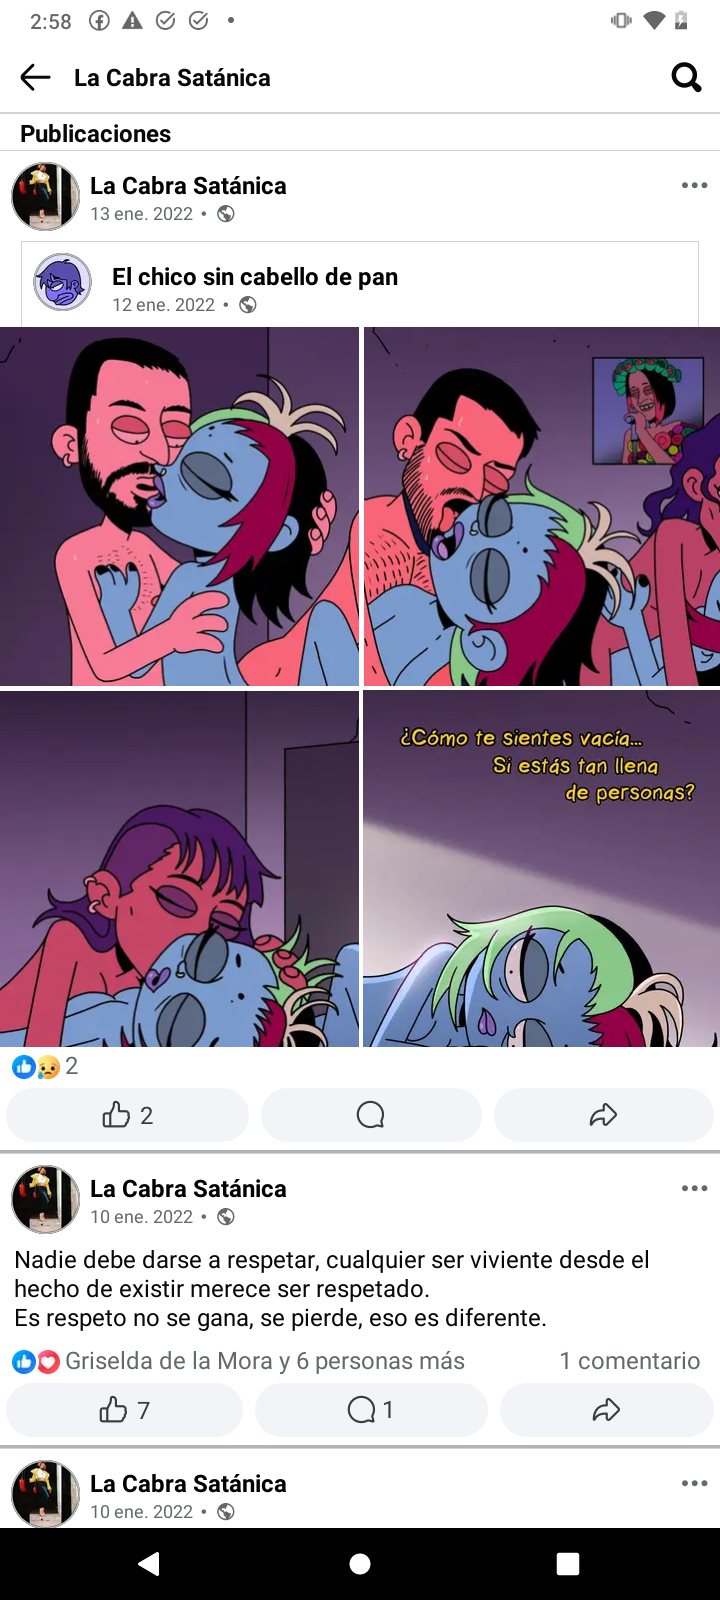 2:58
La Cabra Satánica
Publicaciones
La Cabra Satánica
13 ene. 2022 •
El chico sin cabello de pan
12 ene. 2022 •
¿Cómo te sientes vacía...
Si estás tan llena
de personas?
2
2
La Cabra Satánica
10 ene. 2022 •
Nadie debe darse a respetar, cualquier ser viviente desde el
hecho de existir merece ser respetado.
Es respeto no se gana, se pierde, eso es diferente.
Griselda de la Mora y 6 personas más 1 comentario
7 1
La Cabra Satánica
10 ene. 2022 •